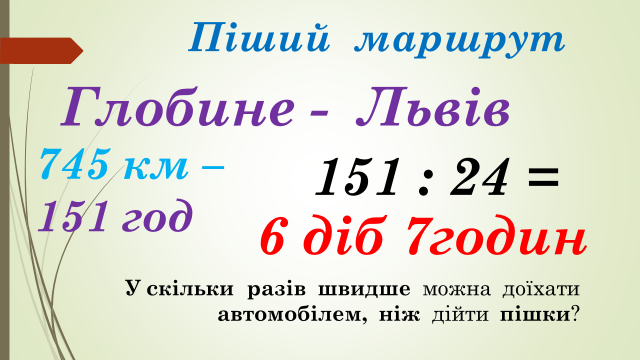 Піший маршрут
Глобине - Львів
745 км –
151 год
151 : 24 =
6 діб 7годин
У скільки разів швидше можна доїхати
автомобілем, ніж дійти пішки?